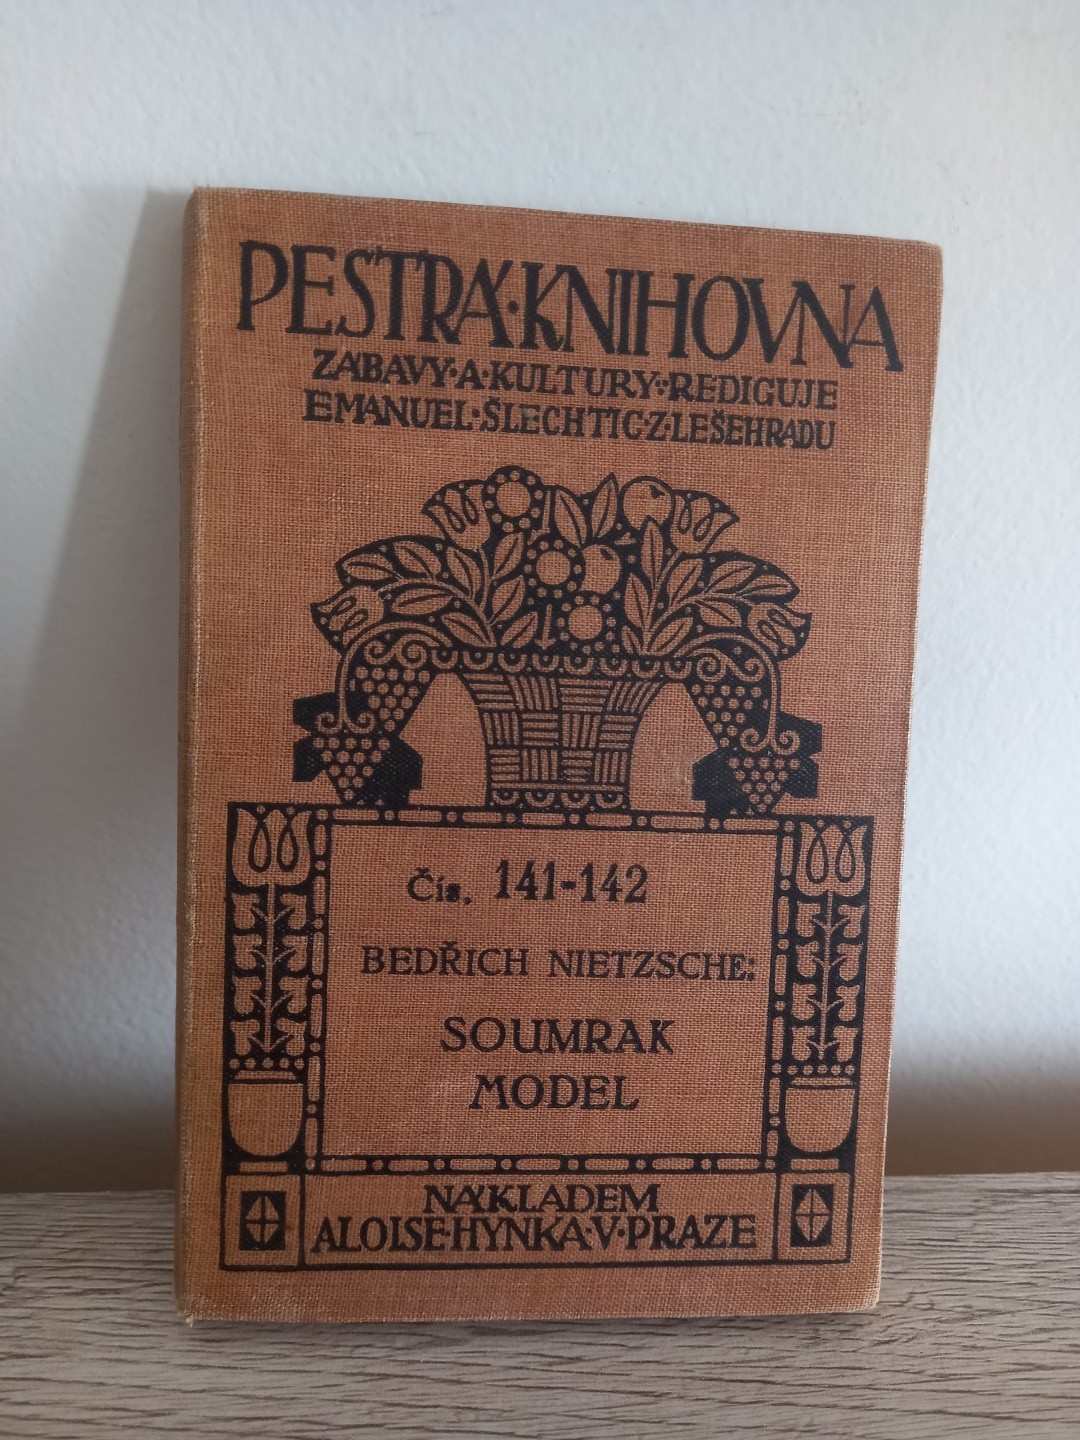 PESTRÁ·KNIHOVNA
ZÁBAVY·A·KULTURY·REDIGUJE
EMANUEL·ŠLECHTIC·Z·LEŠEHRADU
Čís. 141-142
BEDŘICH NIETZSCHE:
SOUMRAK
MODEL
NÁKLADEM
ALOISE·HYNKA·V·PRAZE